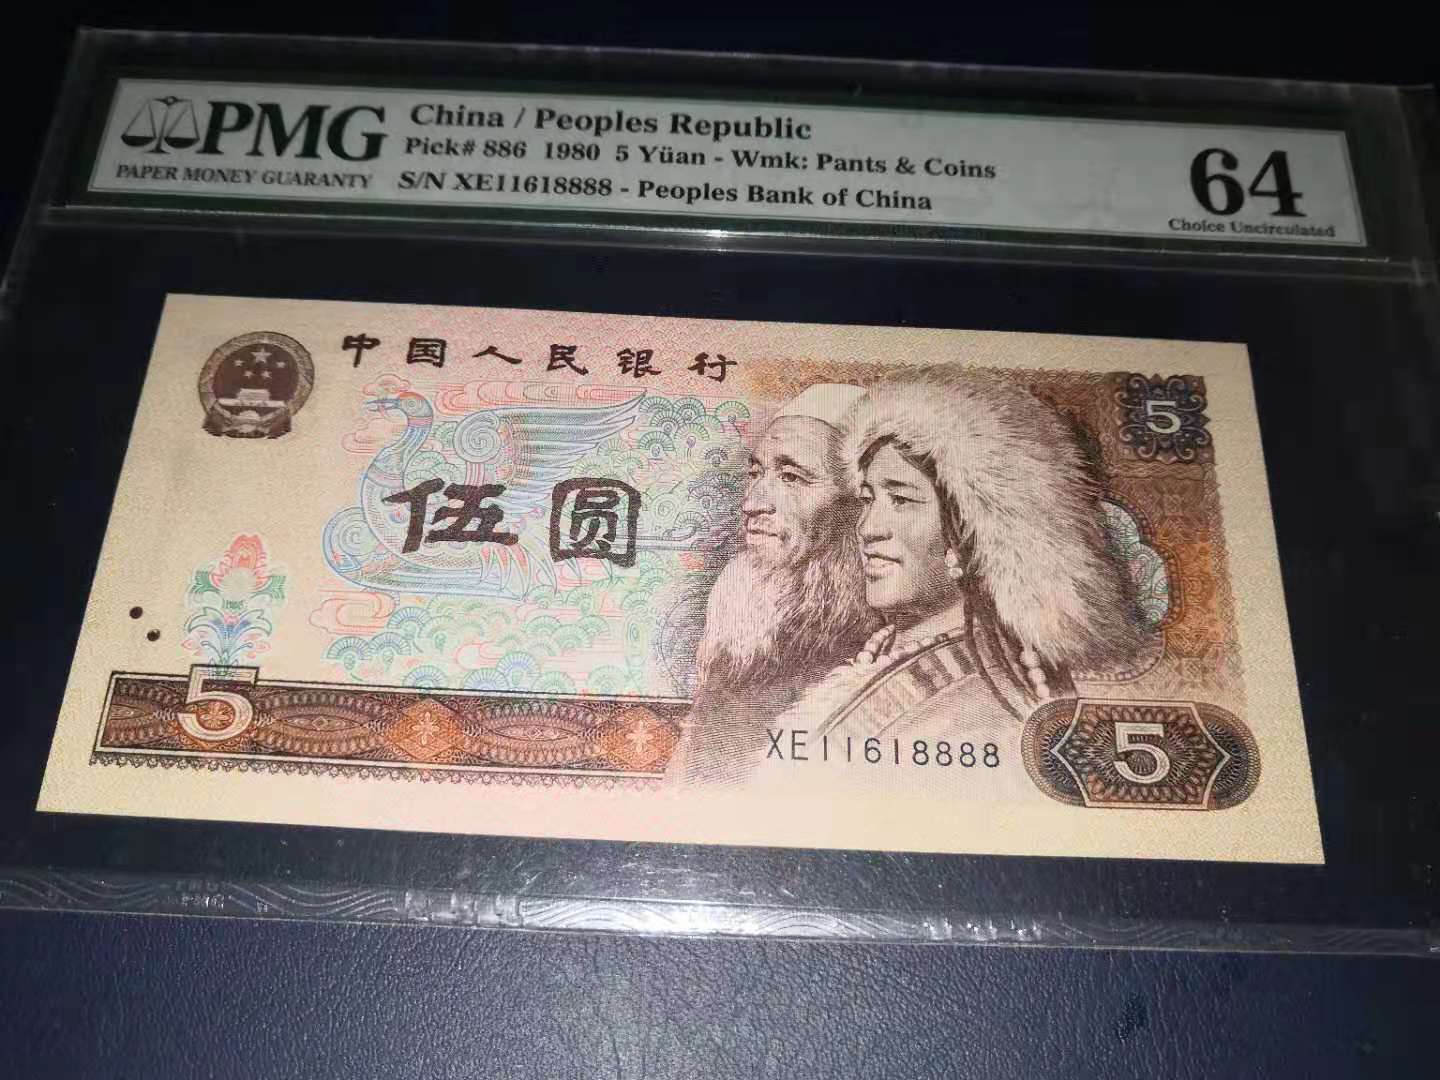 PMG
PAPER MONEY GUARANTY
China / Peoples Republic
Pick# 886 1980 5 Yüan - Wmk: Pants & Coins
S/N XE11618888 - Peoples Bank of China
64
Choice Uncirculated
中国人民银行
5
伍圆
5
XE11618888
5